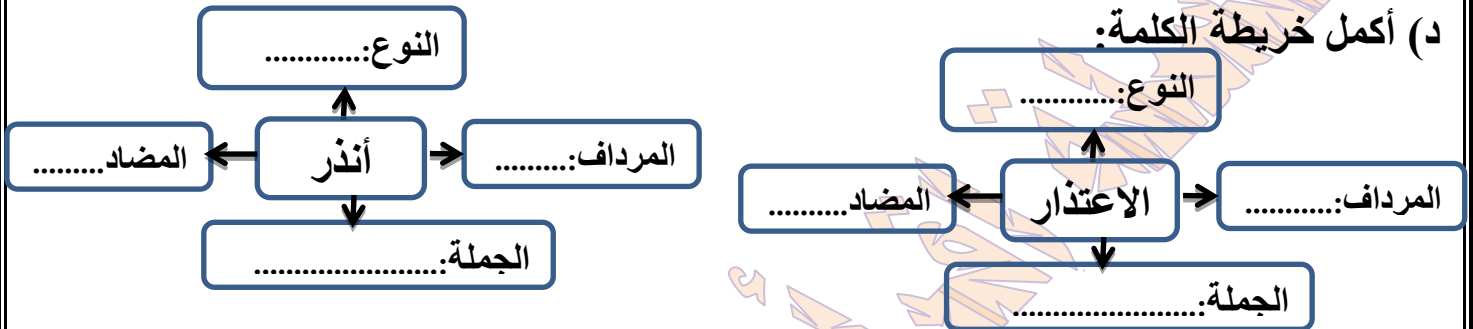 د) أكمل خريطة الكلمة:
النوع:............
المرداف:...........
الاعتذار
المضاد..........
الجملة:......................
النوع:............
المرداف:.........
أنذر
المضاد.........
الجملة:......................